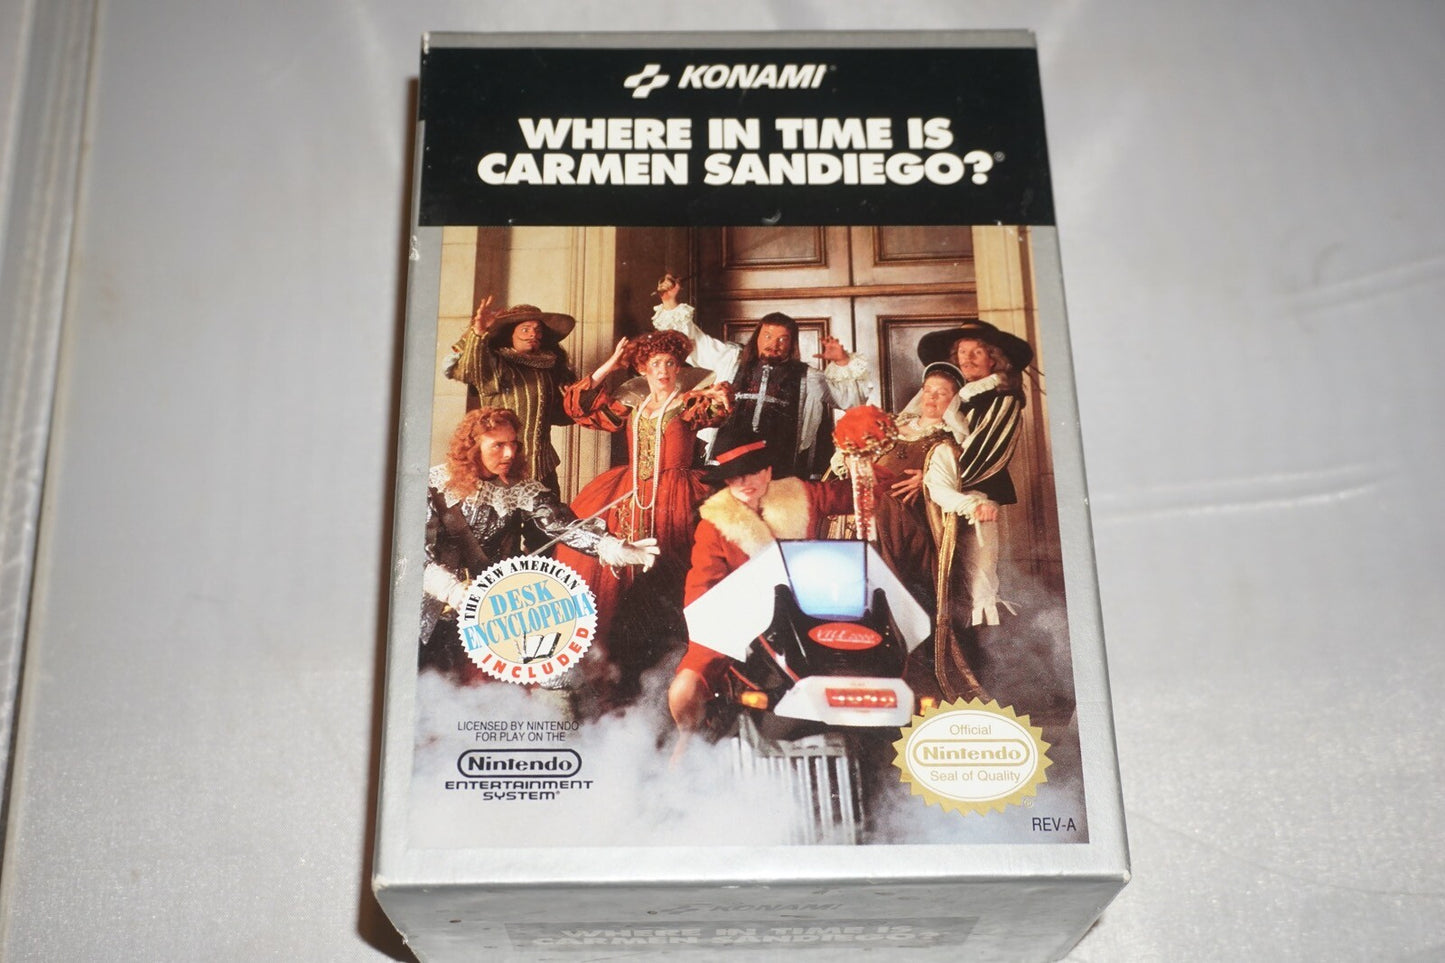 KONAMI®
WHERE IN TIME IS
CARMEN SANDIEGO?®
THE NEW AMERICAN
DESK
ENCYCLOPEDIA
INCLUDED
LICENSED BY NINTENDO
FOR PLAY ON THE
Nintendo
ENTERTAINMENT
SYSTEM®
Official
Nintendo
Seal of Quality
®
REV-A
KONAMI
WHERE IN TIME IS
CARMEN SANDIEGO?